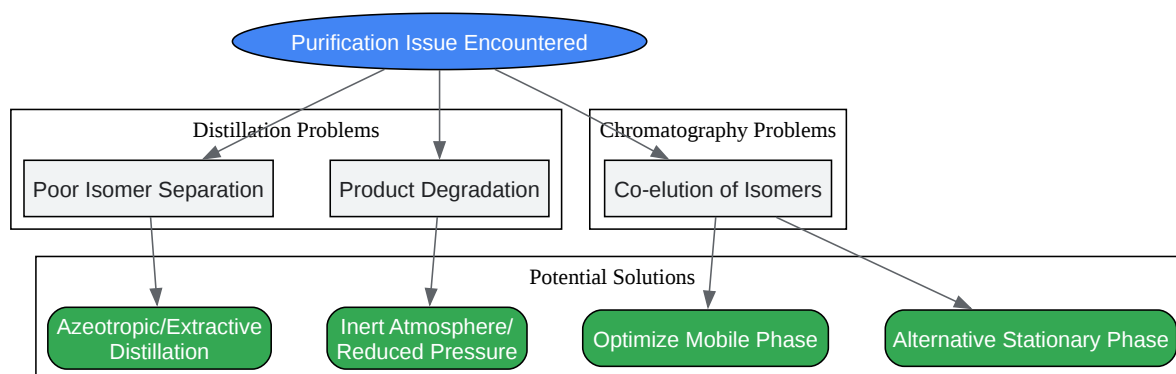 Purification Issue Encountered
Distillation Problems
Chromatography Problems
Poor Isomer Separation
Product Degradation
Co-elution of Isomers
Potential Solutions
Azeotropic/Extractive
Distillation
Inert Atmosphere/
Reduced Pressure
Optimize Mobile Phase
Alternative Stationary Phase